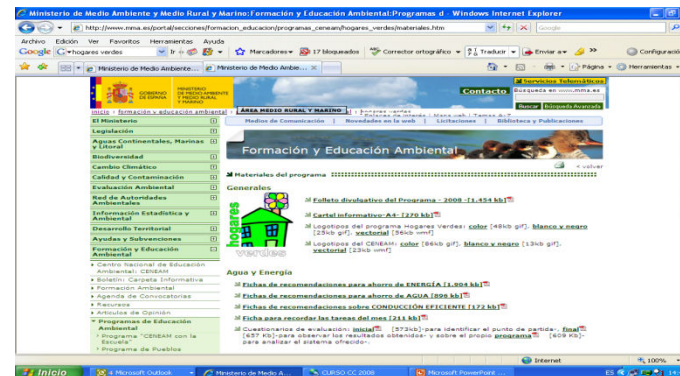 Ministerio de Medio Ambiente y Medio Rural y Marino:Formación y Educación Ambiental:Programas d - Windows Internet Explorer
http://www.mma.es/portal/secciones/formacion_educacion/programas_ceneam/hogares_verdes/materiales.htm
Google
Archivo Edición Ver Favoritos Herramientas Ayuda
Google hogares verdes Ir Marcadores 17 bloqueados Corrector ortográfico Traducir Enviar a Configuració
Ministerio de Medio Ambiente... Ministerio de Medio Ambie... Página Herramientas
GOBIERNO DE ESPAÑA
MINISTERIO DE MEDIO AMBIENTE Y MEDIO RURAL Y MARINO
Servicios Telemáticos
Contacto
Búsqueda en www.mma.es
Buscar Búsqueda Avanzada
inicio : formación y educación ambiental
ÁREA MEDIO RURAL Y MARINO
hogares verdes
Enlaces de interés | Mapa web | Temas A-Z
Medios de Comunicación | Novedades en la web | Licitaciones | Biblioteca y Publicaciones
El Ministerio
Legislación
Aguas Continentales, Marinas y Litoral
Biodiversidad
Cambio Climático
Calidad y Contaminación
Evaluación Ambiental
Red de Autoridades Ambientales
Información Estadística y Ambiental
Desarrollo Territorial
Ayudas y Subvenciones
Formación y Educación Ambiental
Centro Nacional de Educación Ambiental: CENEAM
Boletín: Carpeta Informativa
Formación Ambiental
Agenda de Convocatorias
Recursos
Artículos de Opinión
Programas de Educación Ambiental
Programa "CENEAM con la Escuela"
Programa de Pueblos
Formación y Educación Ambiental
< volver
Materiales del programa
Generales
hogares verdes
Folleto divulgativo del Programa - 2008 -[1.454 kb]
Cartel informativo-A4- [270 kb]
Logotipos del programa Hogares Verdes: color [48kb gif], blanco y negro [25kb gif], vectorial [56kb wmf]
Logotipos del CENEAM: color [86kb gif], blanco y negro [13kb gif], vectorial [23kb wmf]
Agua y Energía
Fichas de recomendaciones para ahorro de ENERGÍA [1.904 kb]
Fichas de recomendaciones para ahorro de AGUA [896 kb]
Fichas de recomendaciones sobre CONDUCCIÓN EFICIENTE [172 kb]
Ficha para recordar las tareas del mes [211 kb]
Cuestionarios de evaluación: inicial [573kb]-para identificar el punto de partida-, final [657 Kb]-para observar los resultados obtenidos- y sobre el propio programa [609 Kb]- para analizar el sistema ofrecido-.
Internet 100%
Inicio 4 Microsoft Outlook Ministerio de Medio A... CURSO CC 2008 Microsoft PowerPoint ... ES